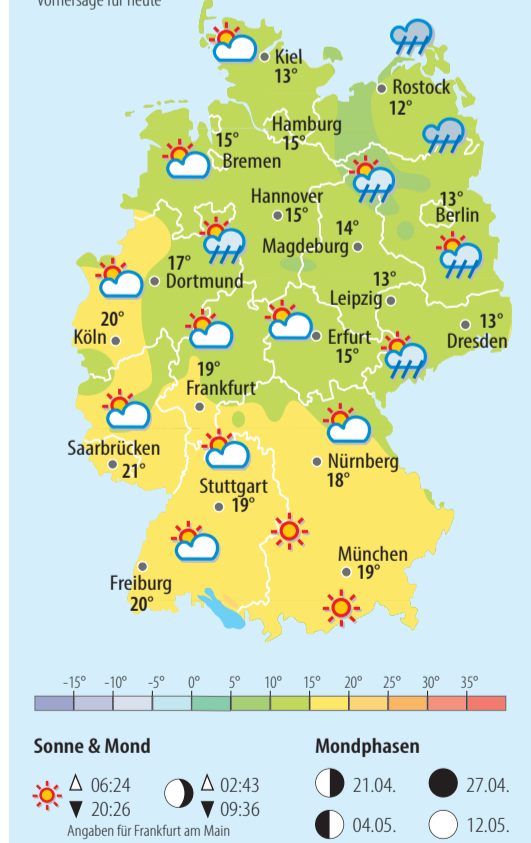 Vorhersage für heute
Kiel
13°
Rostock
12°
Hamburg
15°
15°
Bremen
Hannover
15°
13°
Berlin
14°
Magdeburg
17°
Dortmund
13°
Leipzig
20°
Köln
Erfurt
15°
13°
Dresden
19°
Frankfurt
Saarbrücken
21°
Nürnberg
18°
Stuttgart
19°
München
19°
Freiburg
20°
-15° -10° -5° 0° 5° 10° 15° 20° 25° 30° 35°
Sonne & Mond
06:24 02:43
20:26 09:36
Angaben für Frankfurt am Main
Mondphasen
21.04. 27.04.
04.05. 12.05.